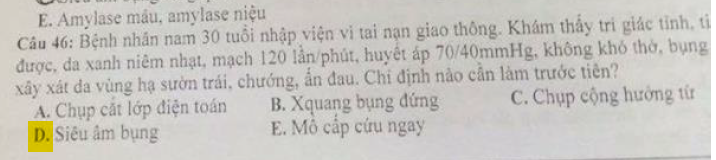 E. Amylase máu, amylase niệu
Câu 46: Bệnh nhân nam 30 tuổi nhập viện vì tai nạn giao thông. Khám thấy tri giác tỉnh, ti
được, da xanh niêm nhạt, mạch 120 lần/phút, huyết áp 70/40mmHg, không khó thở, bụng
xây xát da vùng hạ sườn trái, chướng, ấn đau. Chỉ định nào cần làm trước tiên?
A. Chụp cắt lớp điện toán B. Xquang bụng đứng C. Chụp cộng hưởng từ
D. Siêu âm bụng E. Mổ cấp cứu ngay